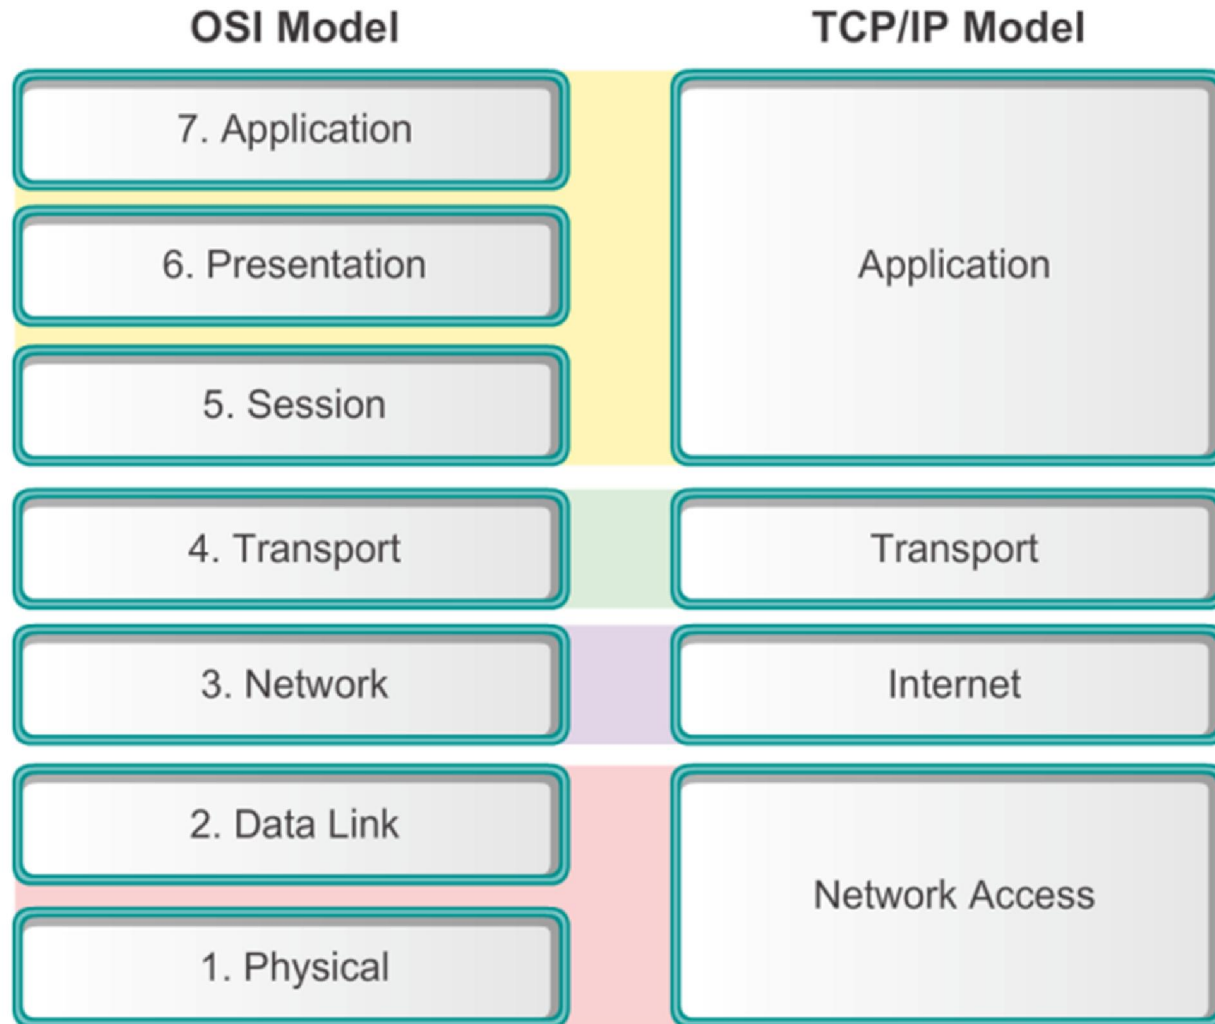 OSI Model
TCP/IP Model
7. Application
6. Presentation
5. Session
Application
4. Transport
Transport
3. Network
Internet
2. Data Link
1. Physical
Network Access